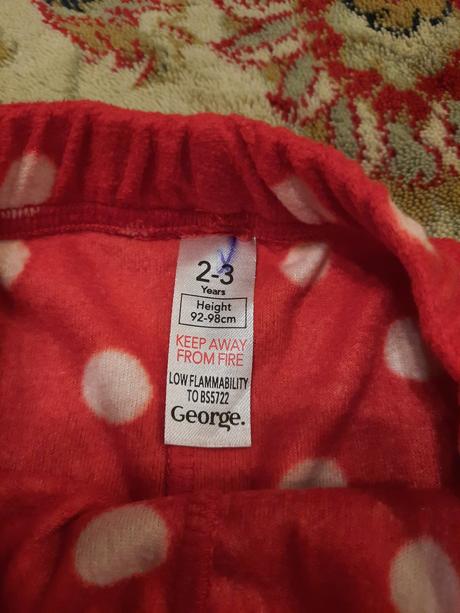 2-3
Years
Height
92-98cm
KEEP AWAY
FROM FIRE
LOW FLAMMABILITY
TO BS5722
George.